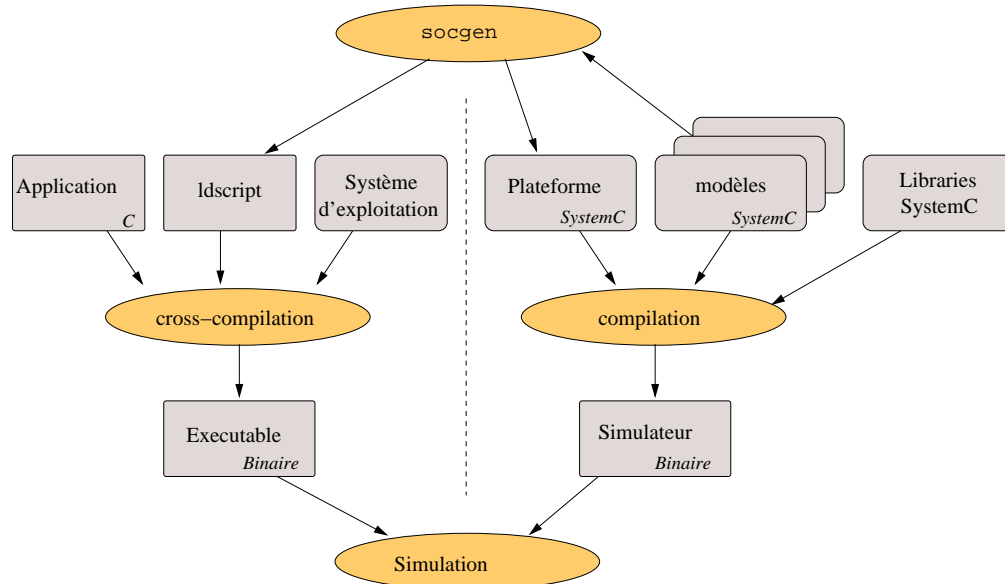 socgen
Application
C
ldscript
Système
d'exploitation
Plateforme
SystemC
modèles
SystemC
Libraries
SystemC
cross−compilation
compilation
Executable
Binaire
Simulateur
Binaire
Simulation